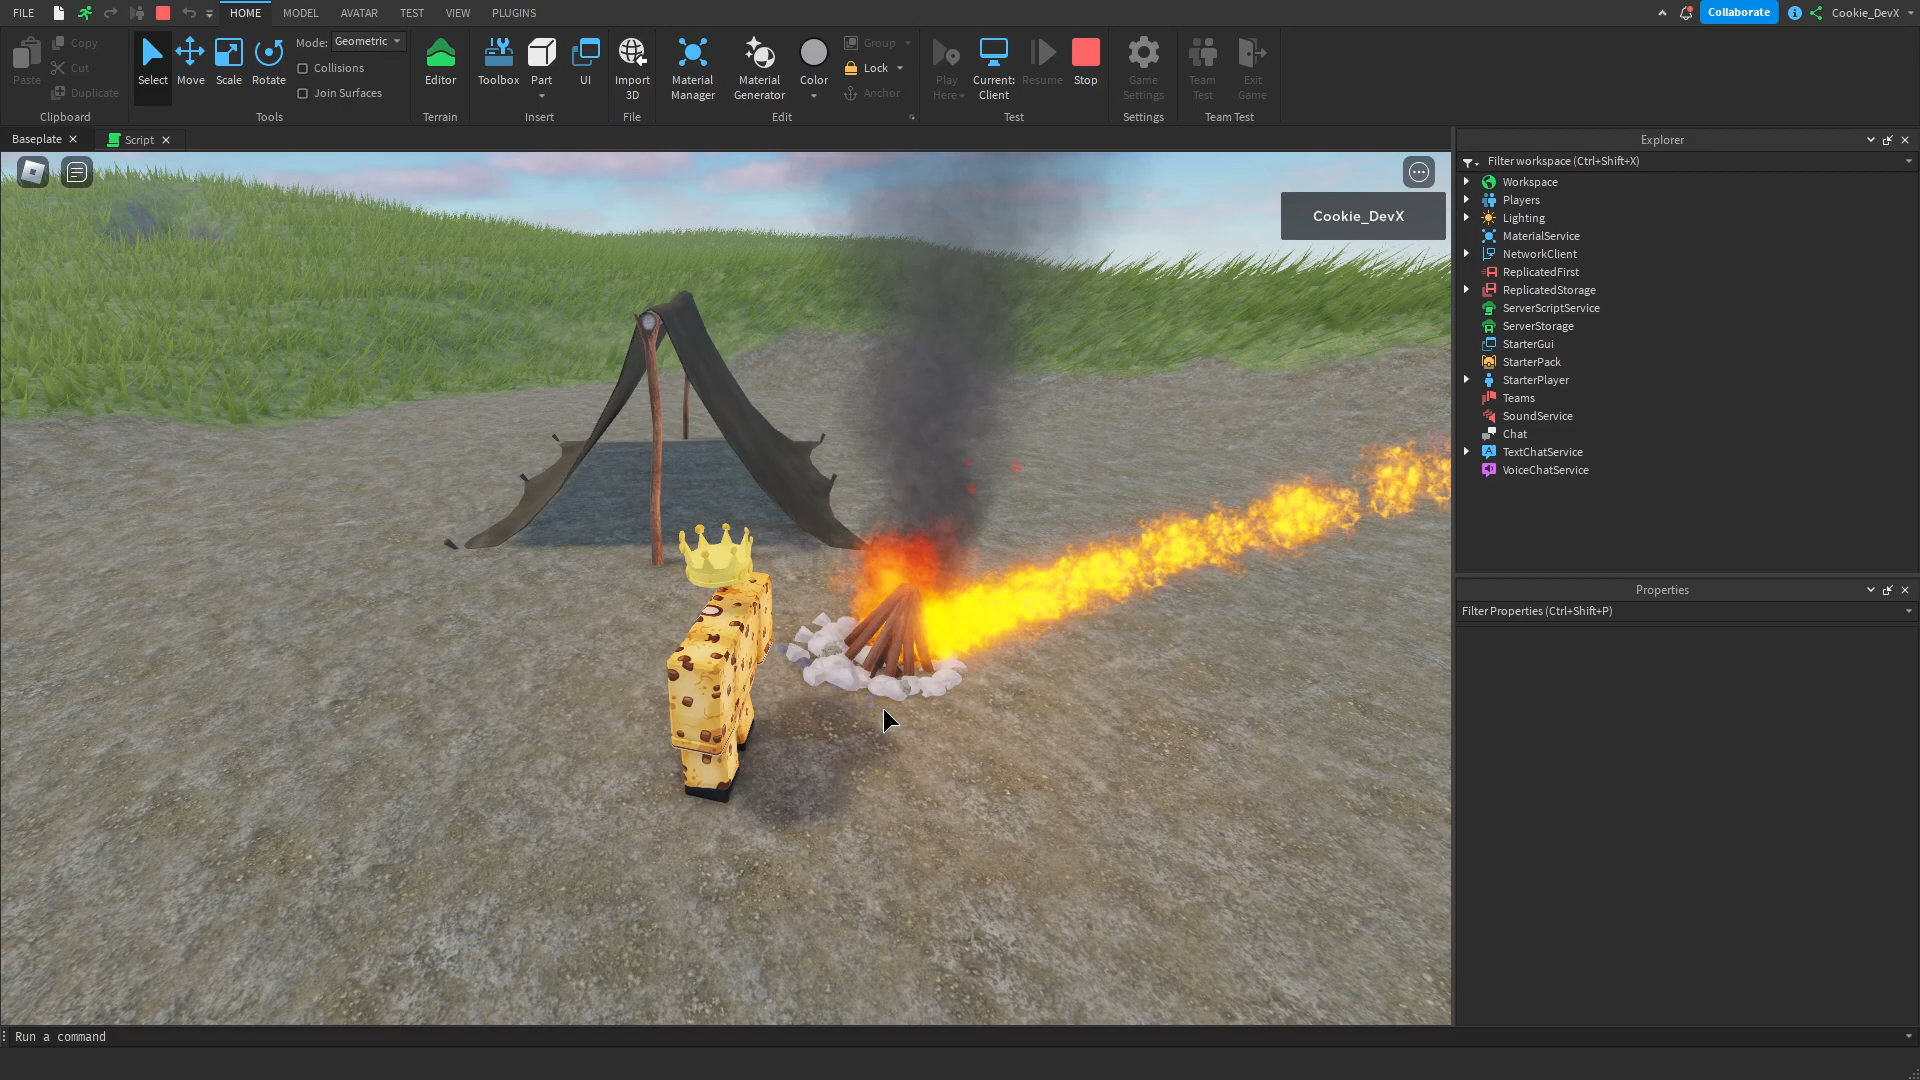 FILE HOME MODEL AVATAR TEST VIEW PLUGINS Collaborate Cookie_DevX
Paste Copy Cut Duplicate
Clipboard
Select Move Scale Rotate Mode: Geometric
Collisions
Join Surfaces
Tools
Editor
Terrain
Toolbox Part UI
Insert
Import
3D
File
Material
Manager
Material
Generator
Color
Group
Lock
Anchor
Edit
Play
Here
Current:
Client
Resume Stop
Test
Game
Settings
Settings
Team
Test
Exit
Game
Team Test
Baseplate Script
Cookie_DevX
Explorer
Filter workspace (Ctrl+Shift+X)
Workspace
Players
Lighting
MaterialService
NetworkClient
ReplicatedFirst
ReplicatedStorage
ServerScriptService
ServerStorage
StarterGui
StarterPack
StarterPlayer
Teams
SoundService
Chat
TextChatService
VoiceChatService
Properties
Filter Properties (Ctrl+Shift+P)
Run a command